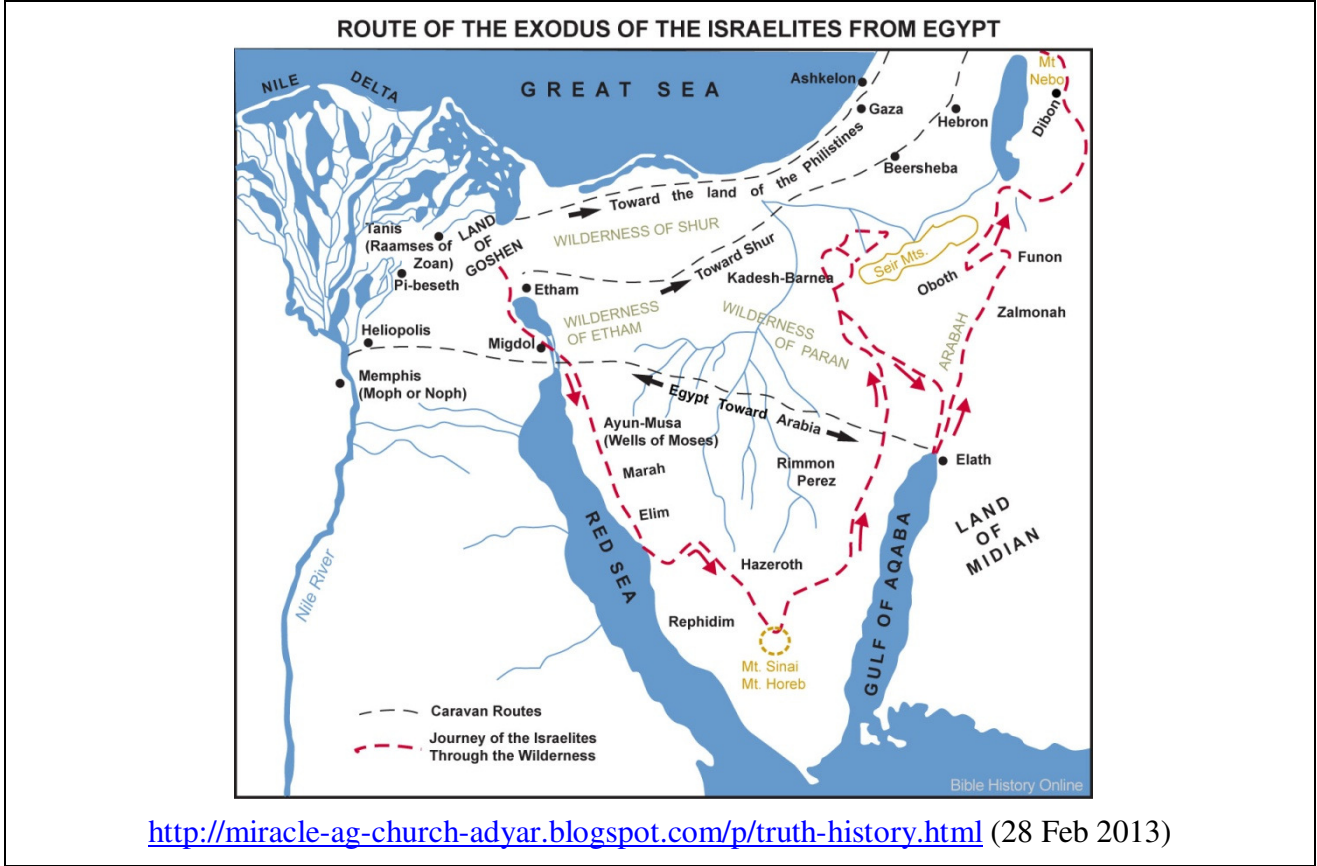 ROUTE OF THE EXODUS OF THE ISRAELITES FROM EGYPT
NILE DELTA
GREAT SEA
Ashkelon
Mt
Nebo
Gaza
Hebron
Dibon
Beersheba
Toward the land of the Philistines
Tanis
(Raamses of
Zoan)
LAND
OF
GOSHEN
WILDERNESS OF SHUR
Toward Shur
Seir Mts.
Pi-beseth
Kadesh-Barnea
Oboth
Funon
Etham
WILDERNESS
OF ETHAM
WILDERNESS
OF PARAN
Zalmonah
ARABAH
Heliopolis
Migdol
Memphis
(Moph or Noph)
Egypt Toward Arabia
Ayun-Musa
(Wells of Moses)
Marah
Rimmon
Perez
Elath
Elim
LAND
OF
MIDIAN
RED SEA
Hazeroth
GULF OF AQABA
Nile River
Rephidim
Mt. Sinai
Mt. Horeb
Caravan Routes
Journey of the Israelites
Through the Wilderness
Bible History Online
http://miracle-ag-church-adyar.blogspot.com/p/truth-history.html (28 Feb 2013)